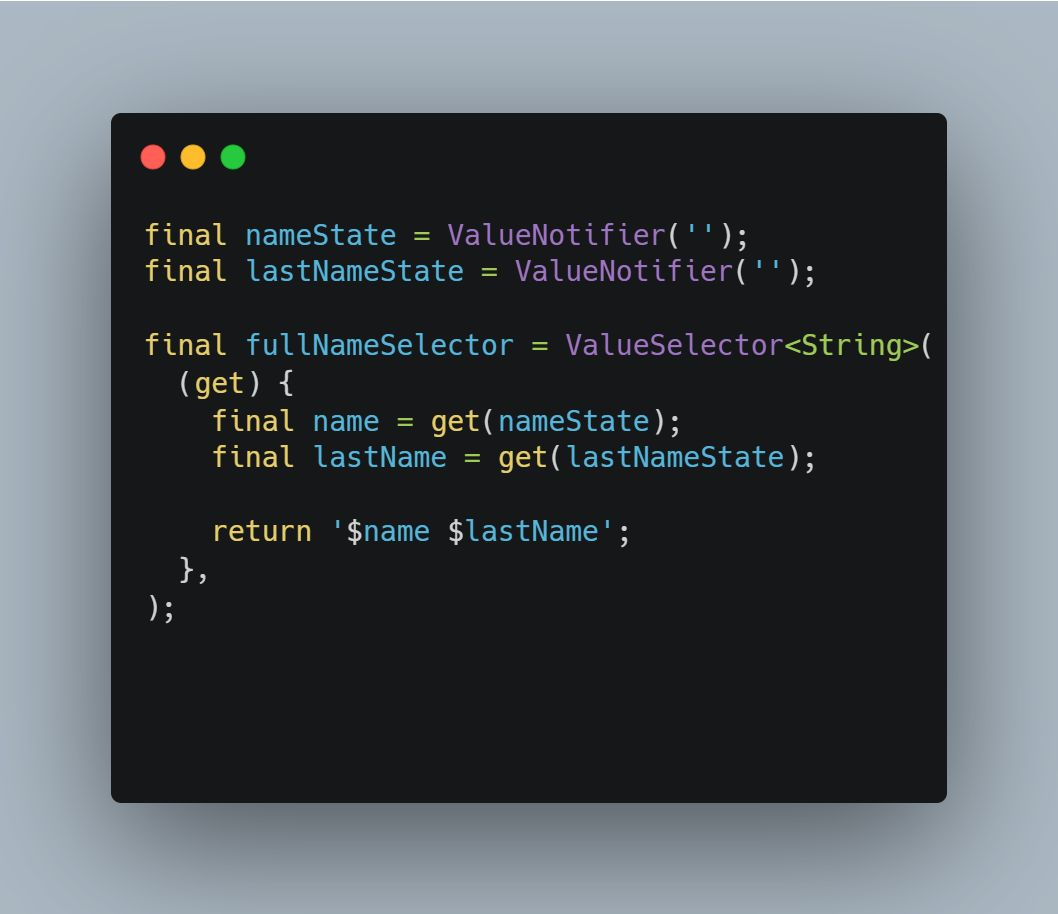 final nameState = ValueNotifier('');
final lastNameState = ValueNotifier('');

final fullNameSelector = ValueSelector<String>(
  (get) {
    final name = get(nameState);
    final lastName = get(lastNameState);

    return '$name $lastName';
  },
);